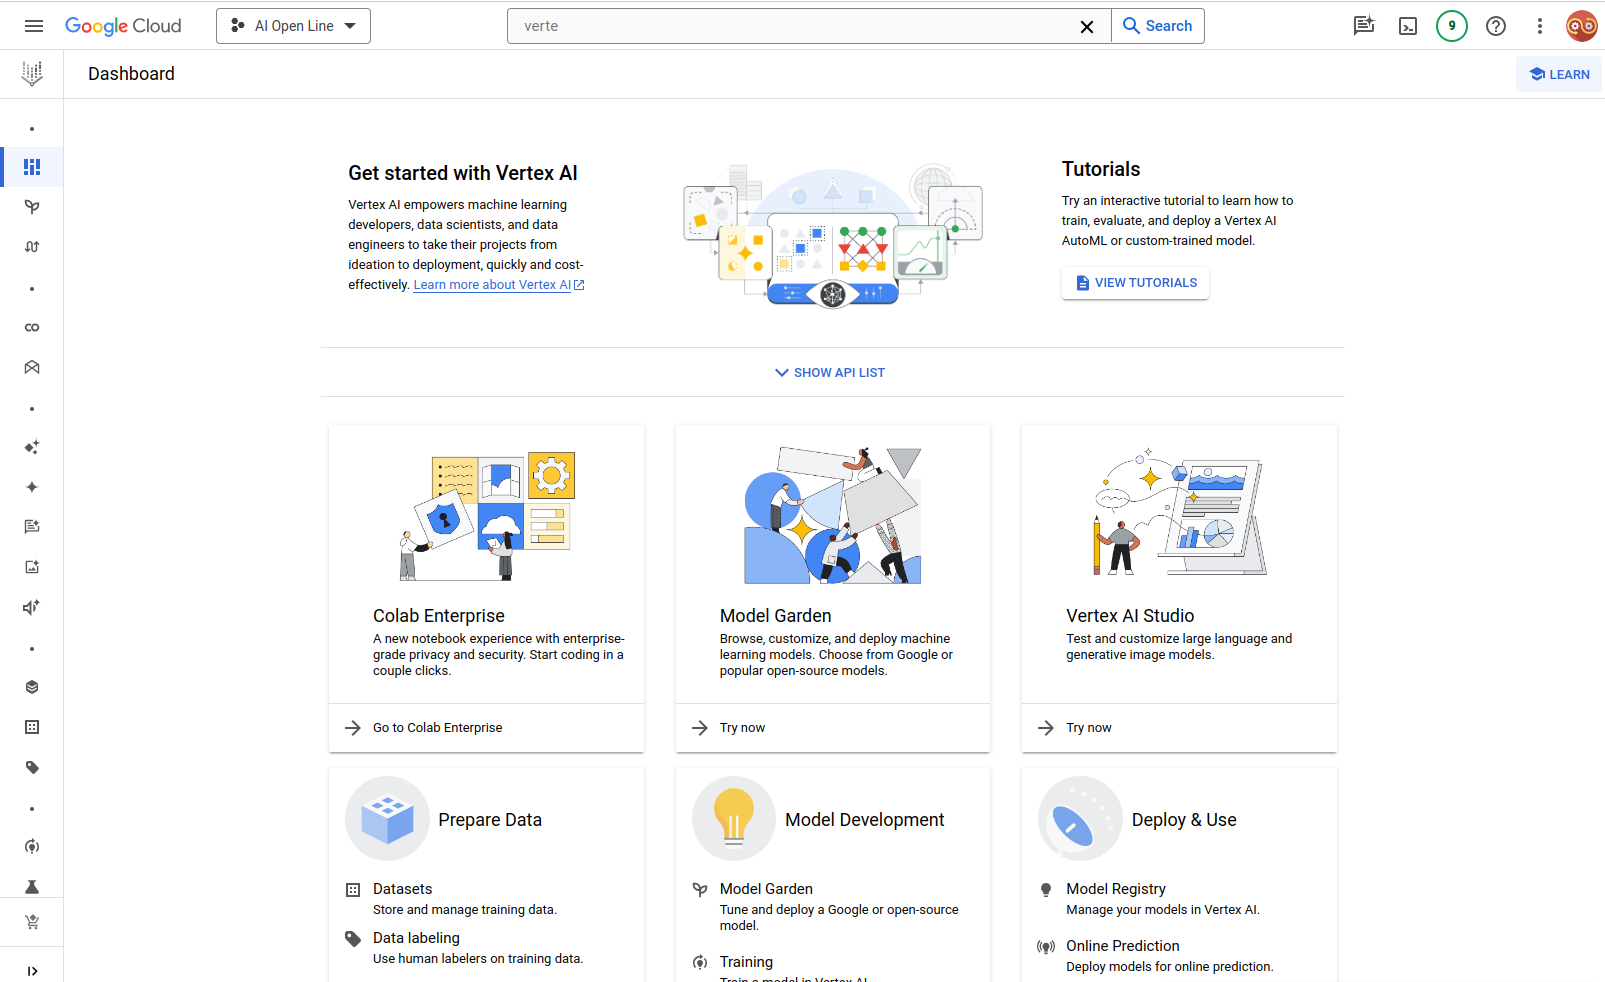 Google Cloud
AI Open Line
verte
Search
9
Dashboard
LEARN
Get started with Vertex AI
Vertex AI empowers machine learning
developers, data scientists, and data
engineers to take their projects from
ideation to deployment, quickly and cost-
effectively. Learn more about Vertex AI
Tutorials
Try an interactive tutorial to learn how to
train, evaluate, and deploy a Vertex AI
AutoML or custom-trained model.
VIEW TUTORIALS
SHOW API LIST
Colab Enterprise
A new notebook experience with enterprise-
grade privacy and security. Start coding in a
couple clicks.
Go to Colab Enterprise
Model Garden
Browse, customize, and deploy machine
learning models. Choose from Google or
popular open-source models.
Try now
Vertex AI Studio
Test and customize large language and
generative image models.
Try now
Prepare Data
Datasets
Store and manage training data.
Data labeling
Use human labelers on training data.
Model Development
Model Garden
Tune and deploy a Google or open-source
model.
Training
Train a model in Vertex AI
Deploy & Use
Model Registry
Manage your models in Vertex AI.
Online Prediction
Deploy models for online prediction.